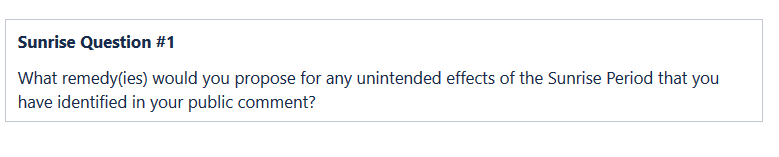 Sunrise Question #1
What remedy(ies) would you propose for any unintended effects of the Sunrise Period that you
have identified in your public comment?